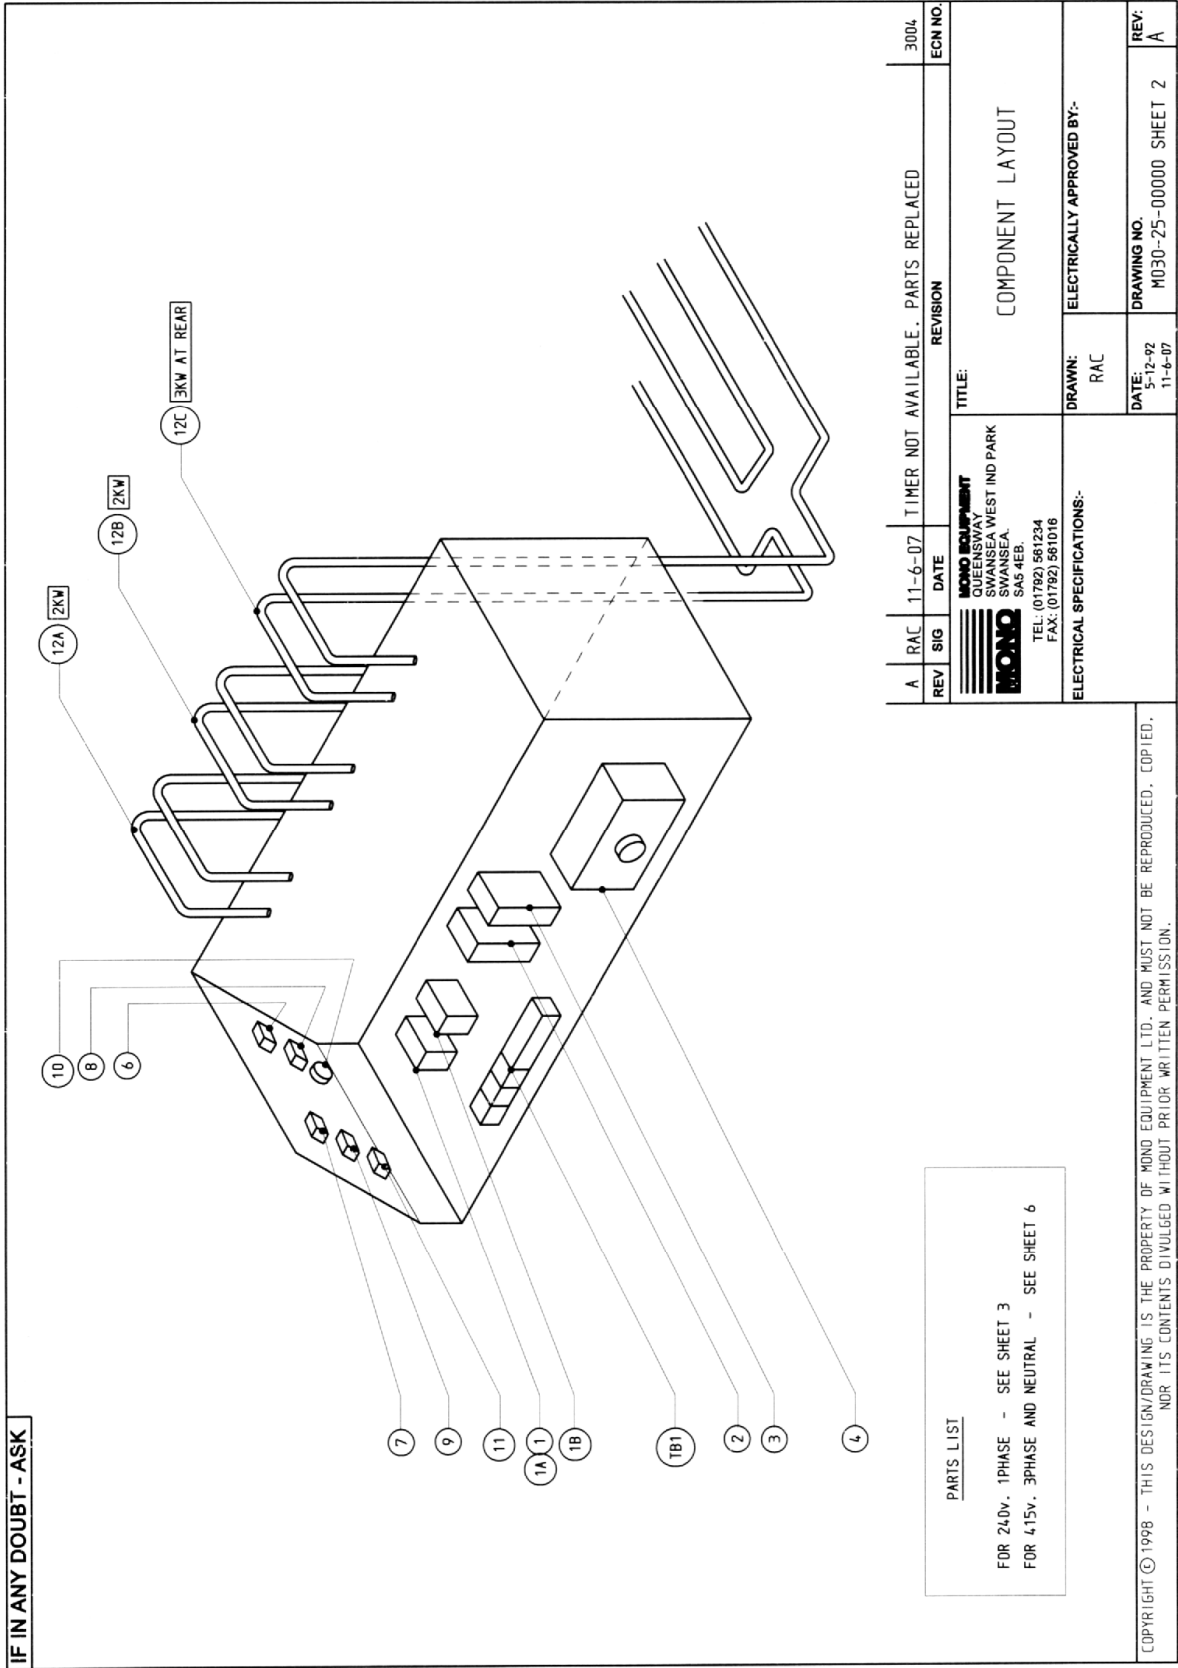 IF IN ANY DOUBT - ASK
12A 2KW
12B 2KW
12C 3KW AT REAR
10
8
6
7
9
11
1A 1
1B
TB1
2
3
4
PARTS LIST
FOR 240v. 1PHASE - SEE SHEET 3
FOR 415v. 3PHASE AND NEUTRAL - SEE SHEET 6
A RAC 11-6-07 TIMER NOT AVAILABLE. PARTS REPLACED 3004
REV SIG DATE REVISION ECN NO.
MONO
MONO EQUIPMENT
QUEENSWAY
SWANSEA WEST IND PARK
SWANSEA.
SA5 4EB.
TEL: (01792) 561234
FAX: (01792) 561016
TITLE:
COMPONENT LAYOUT
ELECTRICAL SPECIFICATIONS:-
DRAWN:
RAC
ELECTRICALLY APPROVED BY:-
DATE:
5-12-92
11-6-07
DRAWING NO.
M030-25-00000 SHEET 2
REV:
A
COPYRIGHT © 1998 - THIS DESIGN/DRAWING IS THE PROPERTY OF MONO EQUIPMENT LTD. AND MUST NOT BE REPRODUCED, COPIED,
NOR ITS CONTENTS DIVULGED WITHOUT PRIOR WRITTEN PERMISSION.